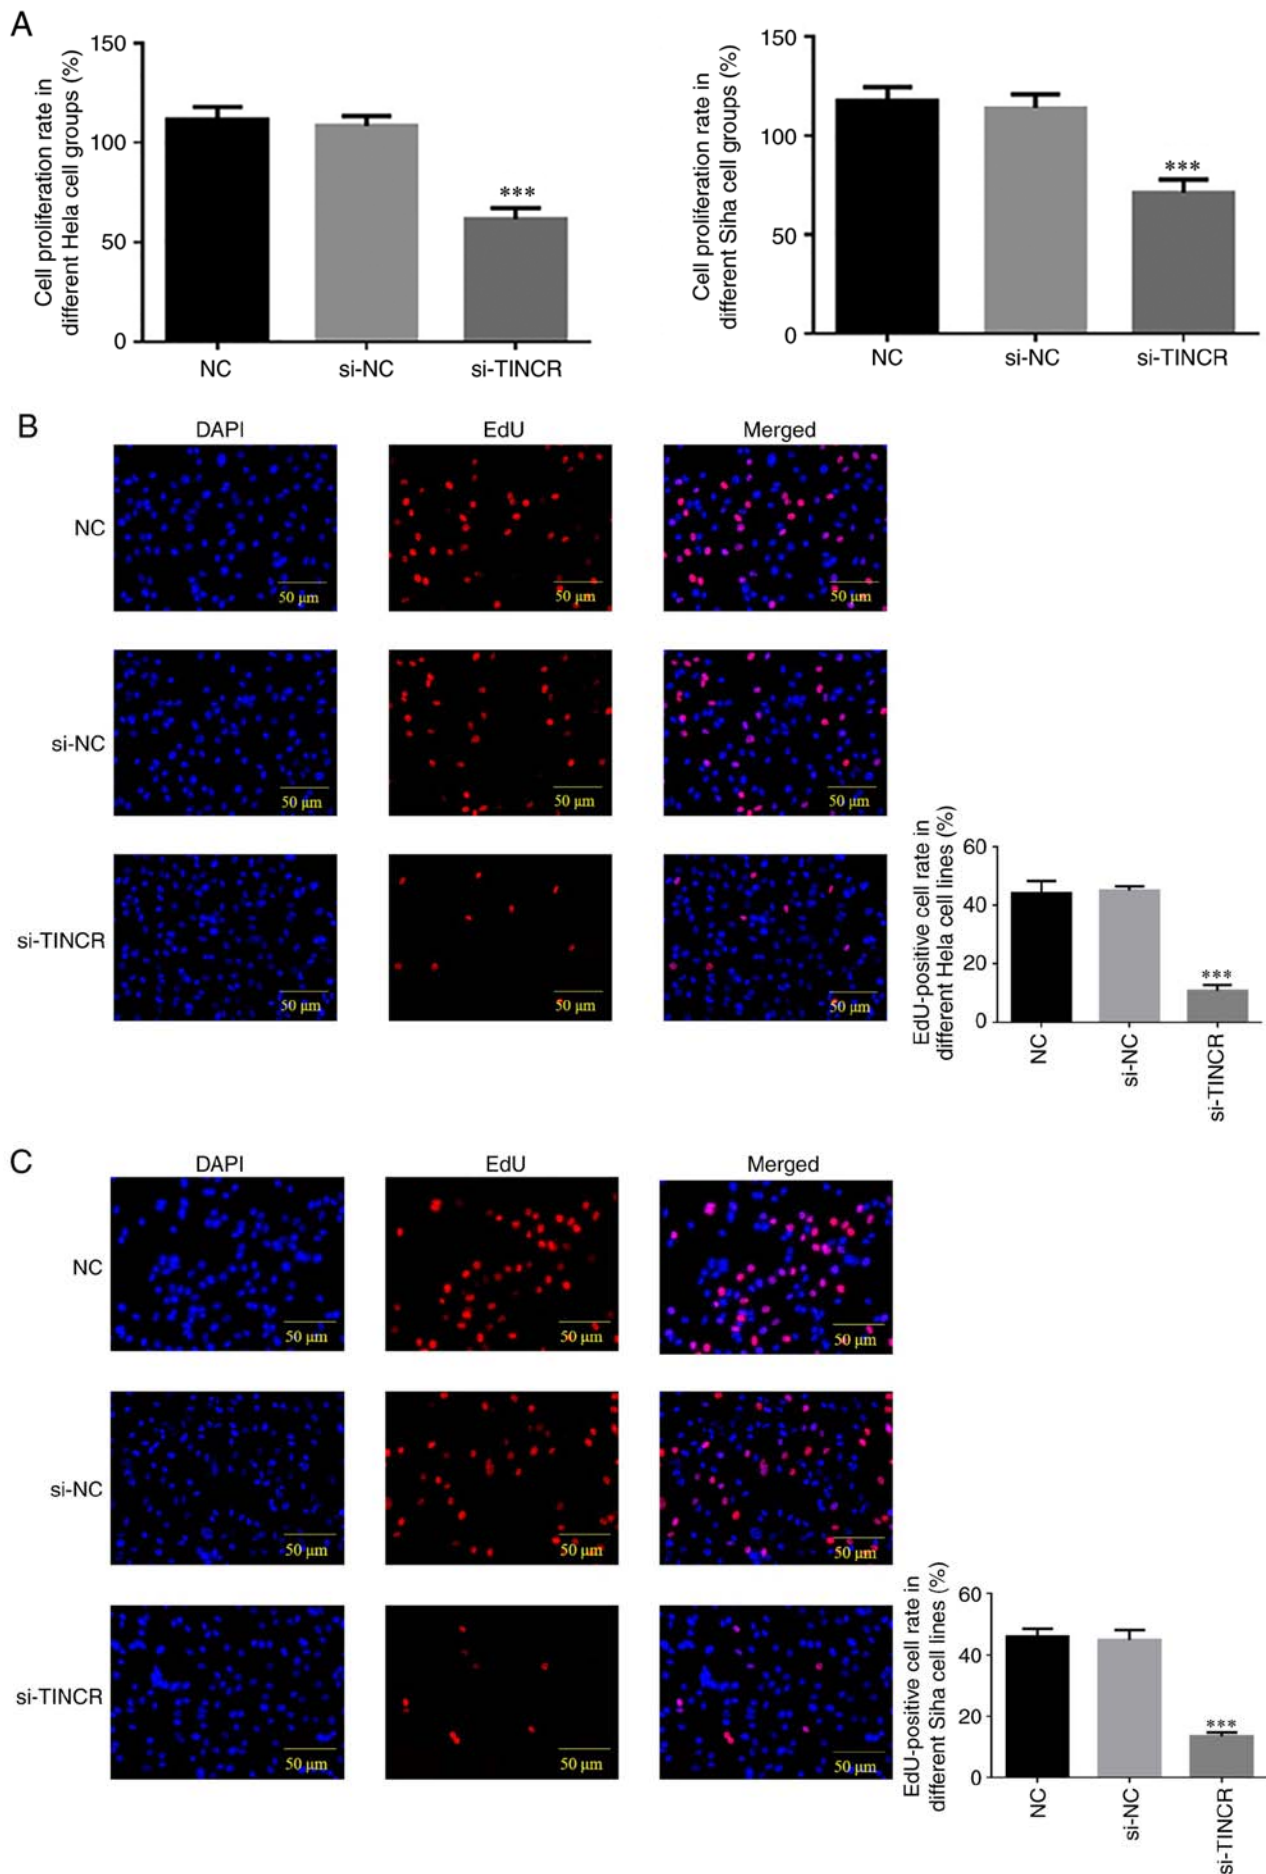 A
Cell proliferation rate in
different Hela cell groups (%)
150
100
50
0
***
NC
si-NC
si-TINCR
Cell proliferation rate in
different Siha cell groups (%)
150
100
50
0
***
NC
si-NC
si-TINCR
B
DAPI
EdU
Merged
NC
50 µm
50 µm
50 µm
si-NC
50 µm
50 µm
50 µm
si-TINCR
50 µm
50 µm
50 µm
EdU-positive cell rate in
different Hela cell lines (%)
60
40
20
0
***
NC
si-NC
si-TINCR
C
DAPI
EdU
Merged
NC
50 µm
50 µm
50 µm
si-NC
50 µm
50 µm
50 µm
si-TINCR
50 µm
50 µm
50 µm
EdU-positive cell rate in
different Siha cell lines (%)
60
40
20
0
***
NC
si-NC
si-TINCR